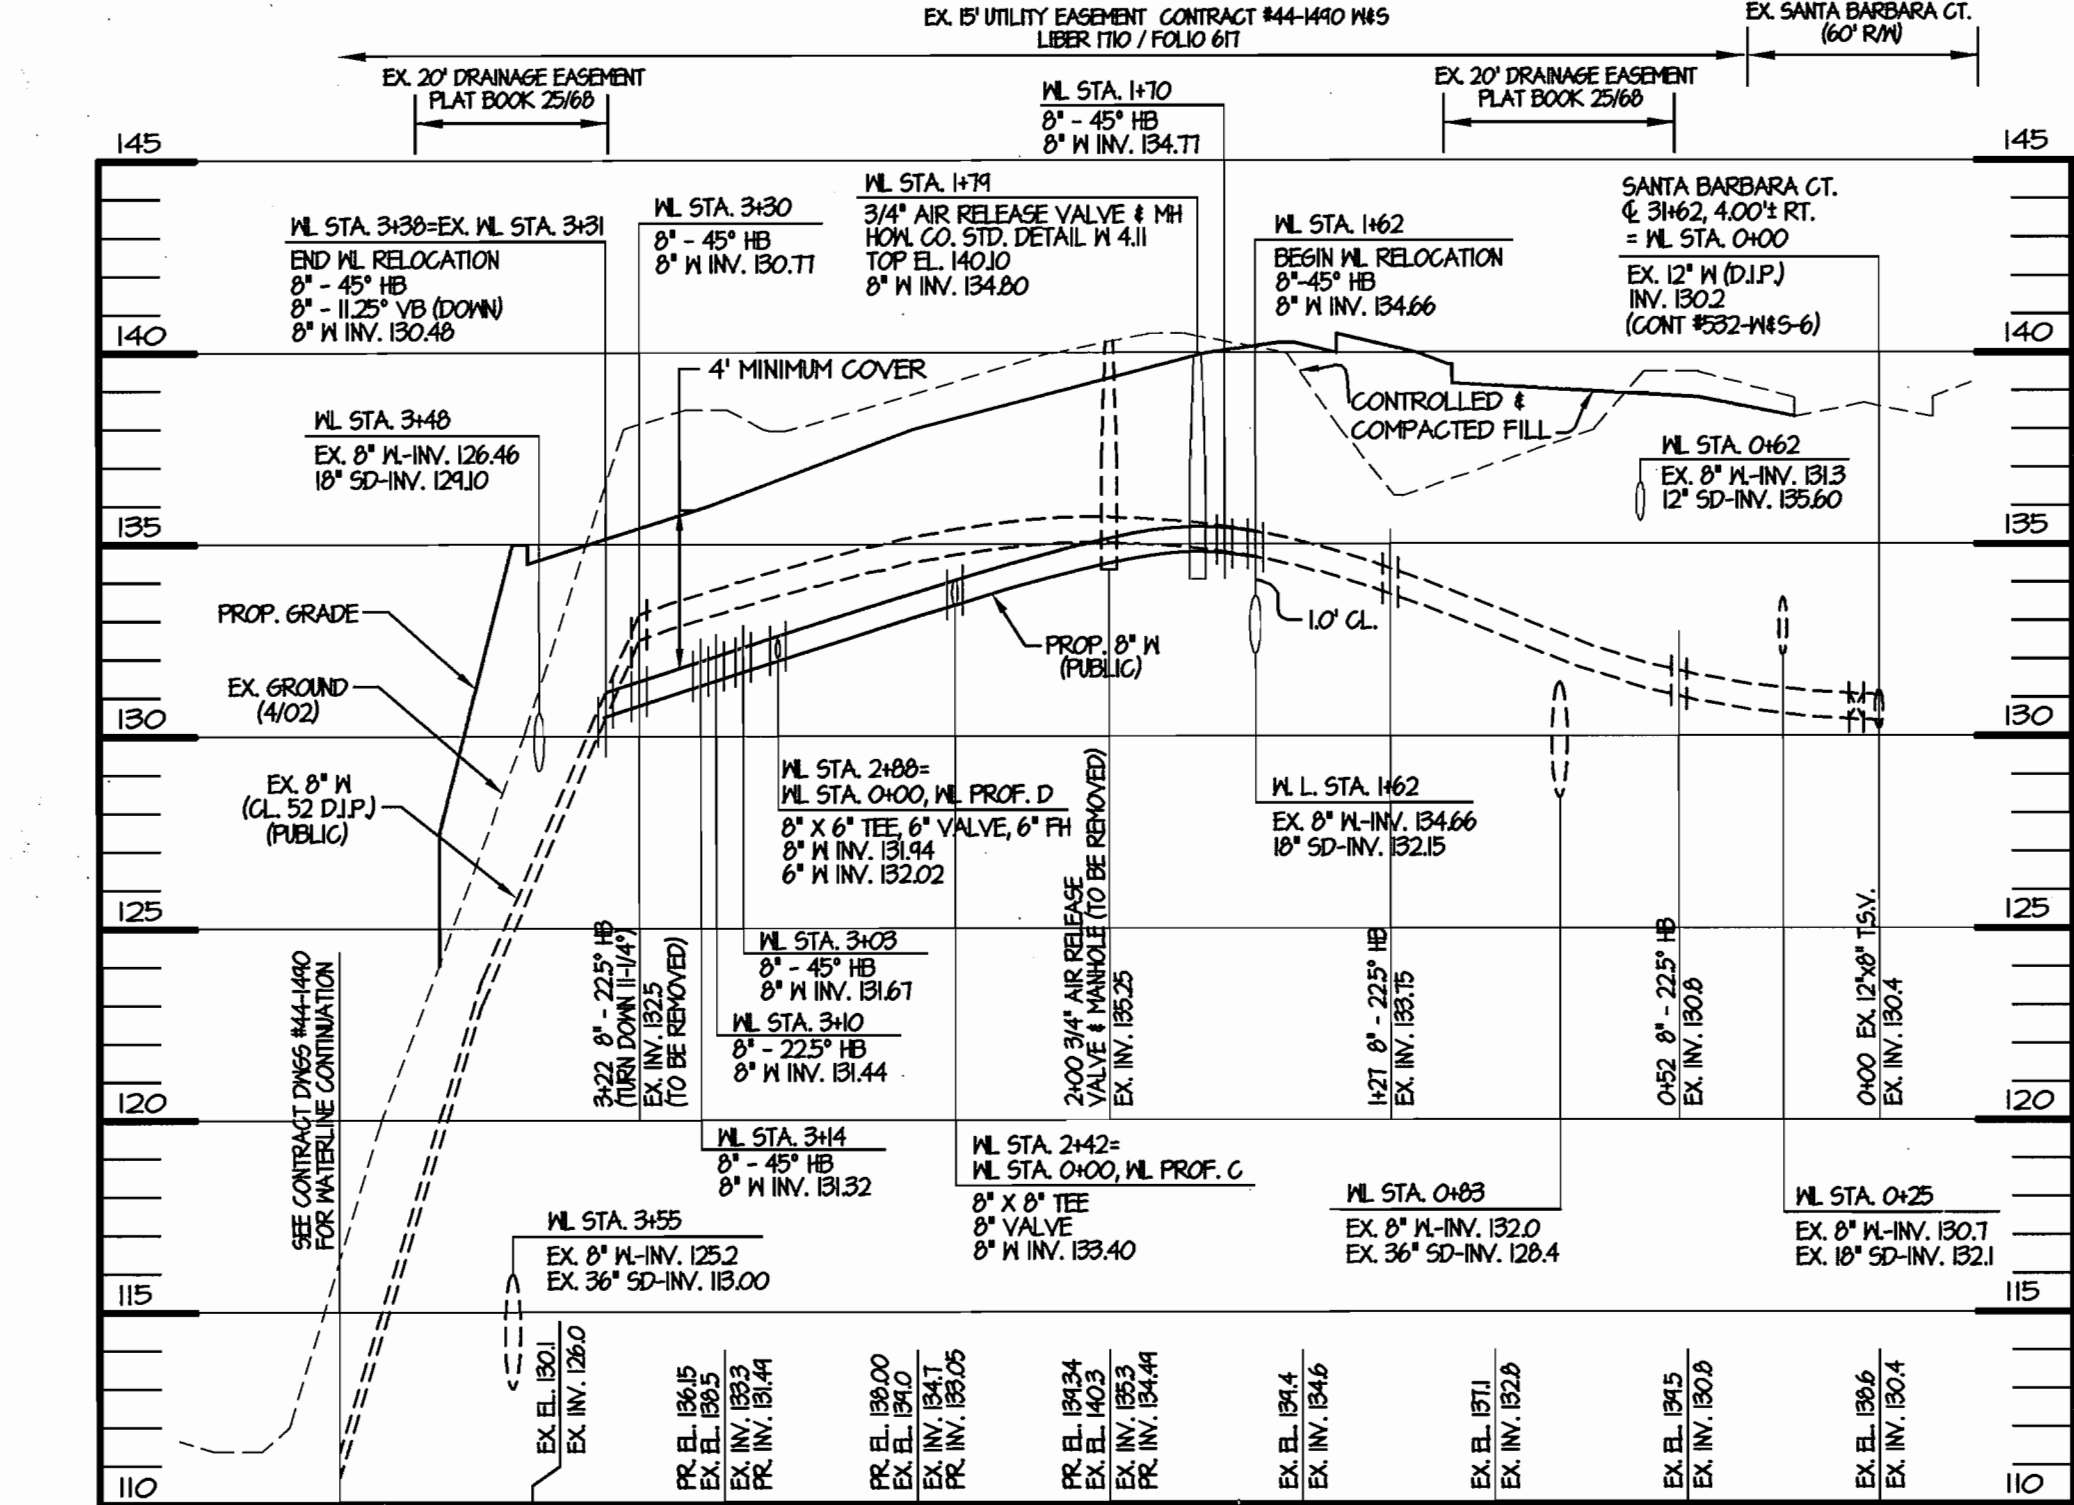 EX. 15' UTILITY EASEMENT CONTRACT #44-1490 W&S
LIBER 1710 / FOLIO 617
EX. SANTA BARBARA CT.
(60' R/W)
EX. 20' DRAINAGE EASEMENT
PLAT BOOK 25/68
WL STA. 1+70
8" - 45° HB
8" W INV. 134.77
EX. 20' DRAINAGE EASEMENT
PLAT BOOK 25/68
145
145
WL STA. 3+38=EX. WL STA. 3+31
END WL RELOCATION
8" - 45° HB
8" - 11.25° VB (DOWN)
8" W INV. 130.48
WL STA. 3+30
8" - 45° HB
8" W INV. 130.77
WL STA. 1+79
3/4" AIR RELEASE VALVE & MH
HOW. CO. STD. DETAIL W 4.11
TOP EL. 140.10
8" W INV. 134.80
WL STA. 1+62
BEGIN WL RELOCATION
8"-45° HB
8" W INV. 134.66
SANTA BARBARA CT.
℄ 31+62, 4.00'± RT.
= WL STA. 0+00
EX. 12" W (D.I.P.)
INV. 130.2
(CONT #532-W&S-6)
140
140
4' MINIMUM COVER
CONTROLLED &
COMPACTED FILL
WL STA. 3+48
EX. 8" W.-INV. 126.46
18" SD-INV. 129.10
WL STA. 0+62
EX. 8" W.-INV. 131.3
12" SD-INV. 135.60
135
135
PROP. GRADE
1.0' CL.
PROP. 8" W
(PUBLIC)
EX. GROUND
(4/02)
130
130
EX. 8" W
(CL. 52 D.I.P.)
(PUBLIC)
WL STA. 2+88=
WL STA. 0+00, WL PROF. D
8" X 6" TEE, 6" VALVE, 6" FH
8" W INV. 131.94
6" W INV. 132.02
W. L. STA. 1+62
EX. 8" W.-INV. 134.66
18" SD-INV. 132.15
125
125
SEE CONTRACT DWGS #44-1490
FOR WATERLINE CONTINUATION
3+22 8" - 22.5° HB
(TURN DOWN 11-1/4°)
EX. INV. 132.5
(TO BE REMOVED)
WL STA. 3+03
8" - 45° HB
8" W INV. 131.67
WL STA. 3+10
8" - 22.5° HB
8" W INV. 131.44
2+00 3/4" AIR RELEASE
VALVE & MANHOLE (TO BE REMOVED)
EX. INV. 135.25
1+27 8" - 22.5° HB
EX. INV. 133.75
0+52 8" - 22.5° HB
EX. INV. 130.8
0+00 EX. 12"x8" T.S.V.
EX. INV. 130.4
120
120
WL STA. 3+14
8" - 45° HB
8" W INV. 131.32
WL STA. 2+42=
WL STA. 0+00, WL PROF. C
8" X 8" TEE
8" VALVE
8" W INV. 133.40
WL STA. 3+55
EX. 8" W.-INV. 125.2
EX. 36" SD-INV. 113.00
WL STA. 0+83
EX. 8" W.-INV. 132.0
EX. 36" SD-INV. 128.4
WL STA. 0+25
EX. 8" W.-INV. 130.7
EX. 18" SD-INV. 132.1
115
115
EX. EL. 130.1
EX. INV. 126.0
PR. EL. 136.15
EX. EL. 138.5
EX. INV. 133.3
PR. INV. 131.49
PR. EL. 138.00
EX. EL. 139.0
EX. INV. 134.7
PR. INV. 133.05
PR. EL. 139.34
EX. EL. 140.3
EX. INV. 135.3
PR. INV. 134.49
EX. EL. 139.4
EX. INV. 134.6
EX. EL. 137.1
EX. INV. 132.8
EX. EL. 139.5
EX. INV. 130.8
EX. EL. 138.6
EX. INV. 130.4
110
110